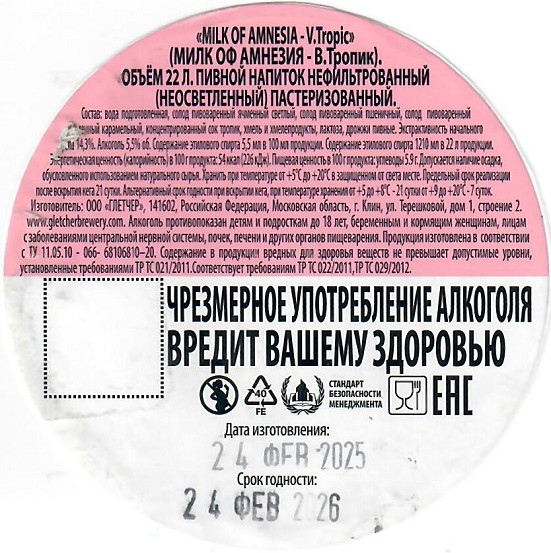 «MILK OF AMNESIA - V.Tropic»
(МИЛК ОФ АМНЕЗИЯ - В.Тропик).
ОБЪЁМ 22 Л. ПИВНОЙ НАПИТОК НЕФИЛЬТРОВАННЫЙ
(НЕОСВЕТЛЕННЫЙ) ПАСТЕРИЗОВАННЫЙ.
Состав: вода подготовленная, солод пивоваренный ячменный светлый, солод пивоваренный пшеничный, солод пивоваренный
карамельный, концентрированный сок тропик, хмель и хмелепродукты, лактоза, дрожжи пивные. Экстрактивность начального
14,3%. Алкоголь 5,5% об. Содержание этилового спирта 5,5 мл в 100 мл продукции. Содержание этилового спирта 1210 мл в 22 л продукции.
Энергетическая ценность (калорийность) в 100 г продукта: 54 ккал (226 кДж). Пищевая ценность в 100 г продукта: углеводы 5.9 г. Допускается наличие осадка,
обусловленного использованием натурального сырья. Хранить при температуре от +5°С до +20°С в защищенном от света месте. Предельный срок реализации
после вскрытия кега 21 сутки. Альтернативный срок годности при вскрытии кега, при температуре хранения от +5 до +8°С - 21 сутки от +9 до +20°С - 7 суток.
Изготовитель: ООО «ГЛЕТЧЕР», 141602, Российская Федерация, Московская область, г. Клин, ул. Терешковой, дом 1, строение 2.
www.gletcherbrewery.com. Алкоголь противопоказан детям и подросткам до 18 лет, беременным и кормящим женщинам, лицам
с заболеваниями центральной нервной системы, почек, печени и других органов пищеварения. Продукция изготовлена в соответствии
с ТУ 11.05.10 - 066- 68106810–20. Содержание в продукции вредных для здоровья веществ не превышает допустимые уровни,
установленные требованиями ТР ТС 021/2011.Соответствует требованиям ТР ТС 022/2011,ТР ТС 029/2012.
ЧРЕЗМЕРНОЕ УПОТРЕБЛЕНИЕ АЛКОГОЛЯ
ВРЕДИТ ВАШЕМУ ЗДОРОВЬЮ
40
FE
СТАНДАРТ
БЕЗОПАСНОСТИ
МЕНЕДЖМЕНТА
ЕАС
Дата изготовления:
24 ФЕВ 2025
Срок годности:
24 ФЕВ 2026